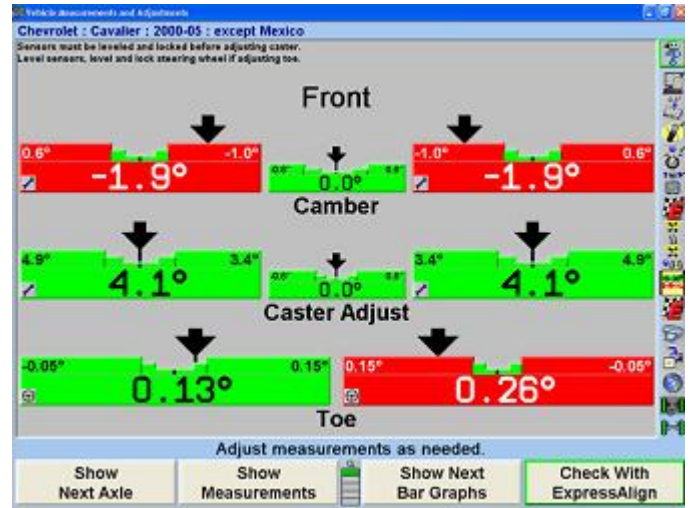 Vehicle Measurements and Adjustments
Chevrolet : Cavalier : 2000-05 : except Mexico
Sensors must be leveled and locked before adjusting caster.
Level sensors, level and lock steering wheel if adjusting toe.
Front
0.6° -1.0° -1.0° 0.6°
-1.9° 0.0° -1.9°
Camber
4.9° 3.4° 3.4° 4.9°
4.1° 0.0° 4.1°
Caster Adjust
-0.05° 0.15° 0.15° -0.05°
0.13° 0.26°
Toe
Adjust measurements as needed.
Show Next Axle
Show Measurements
Show Next Bar Graphs
Check With ExpressAlign